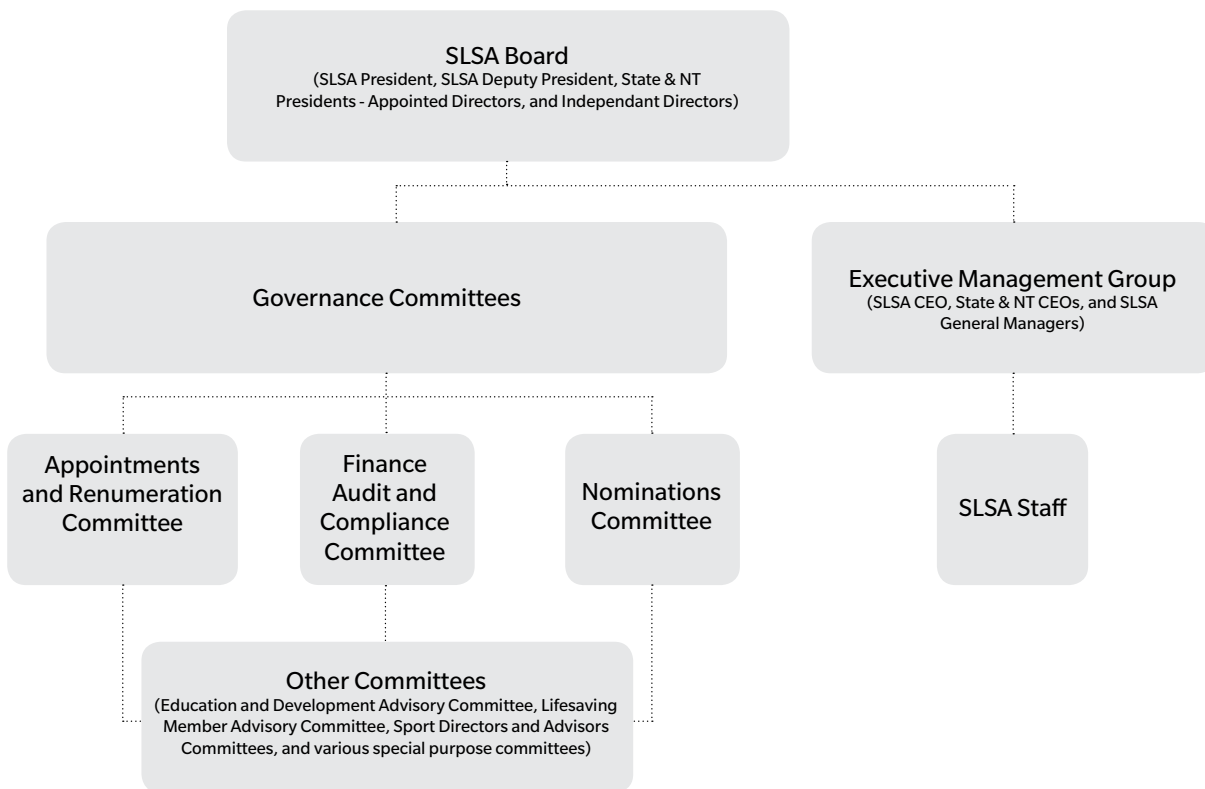 SLSA Board
(SLSA President, SLSA Deputy President, State & NT
Presidents - Appointed Directors, and Independant Directors)
Governance Committees
Executive Management Group
(SLSA CEO, State & NT CEOs, and SLSA
General Managers)
Appointments
and Renumeration
Committee
Finance
Audit and
Compliance
Committee
Nominations
Committee
SLSA Staff
Other Committees
(Education and Development Advisory Committee, Lifesaving
Member Advisory Committee, Sport Directors and Advisors
Committees, and various special purpose committees)